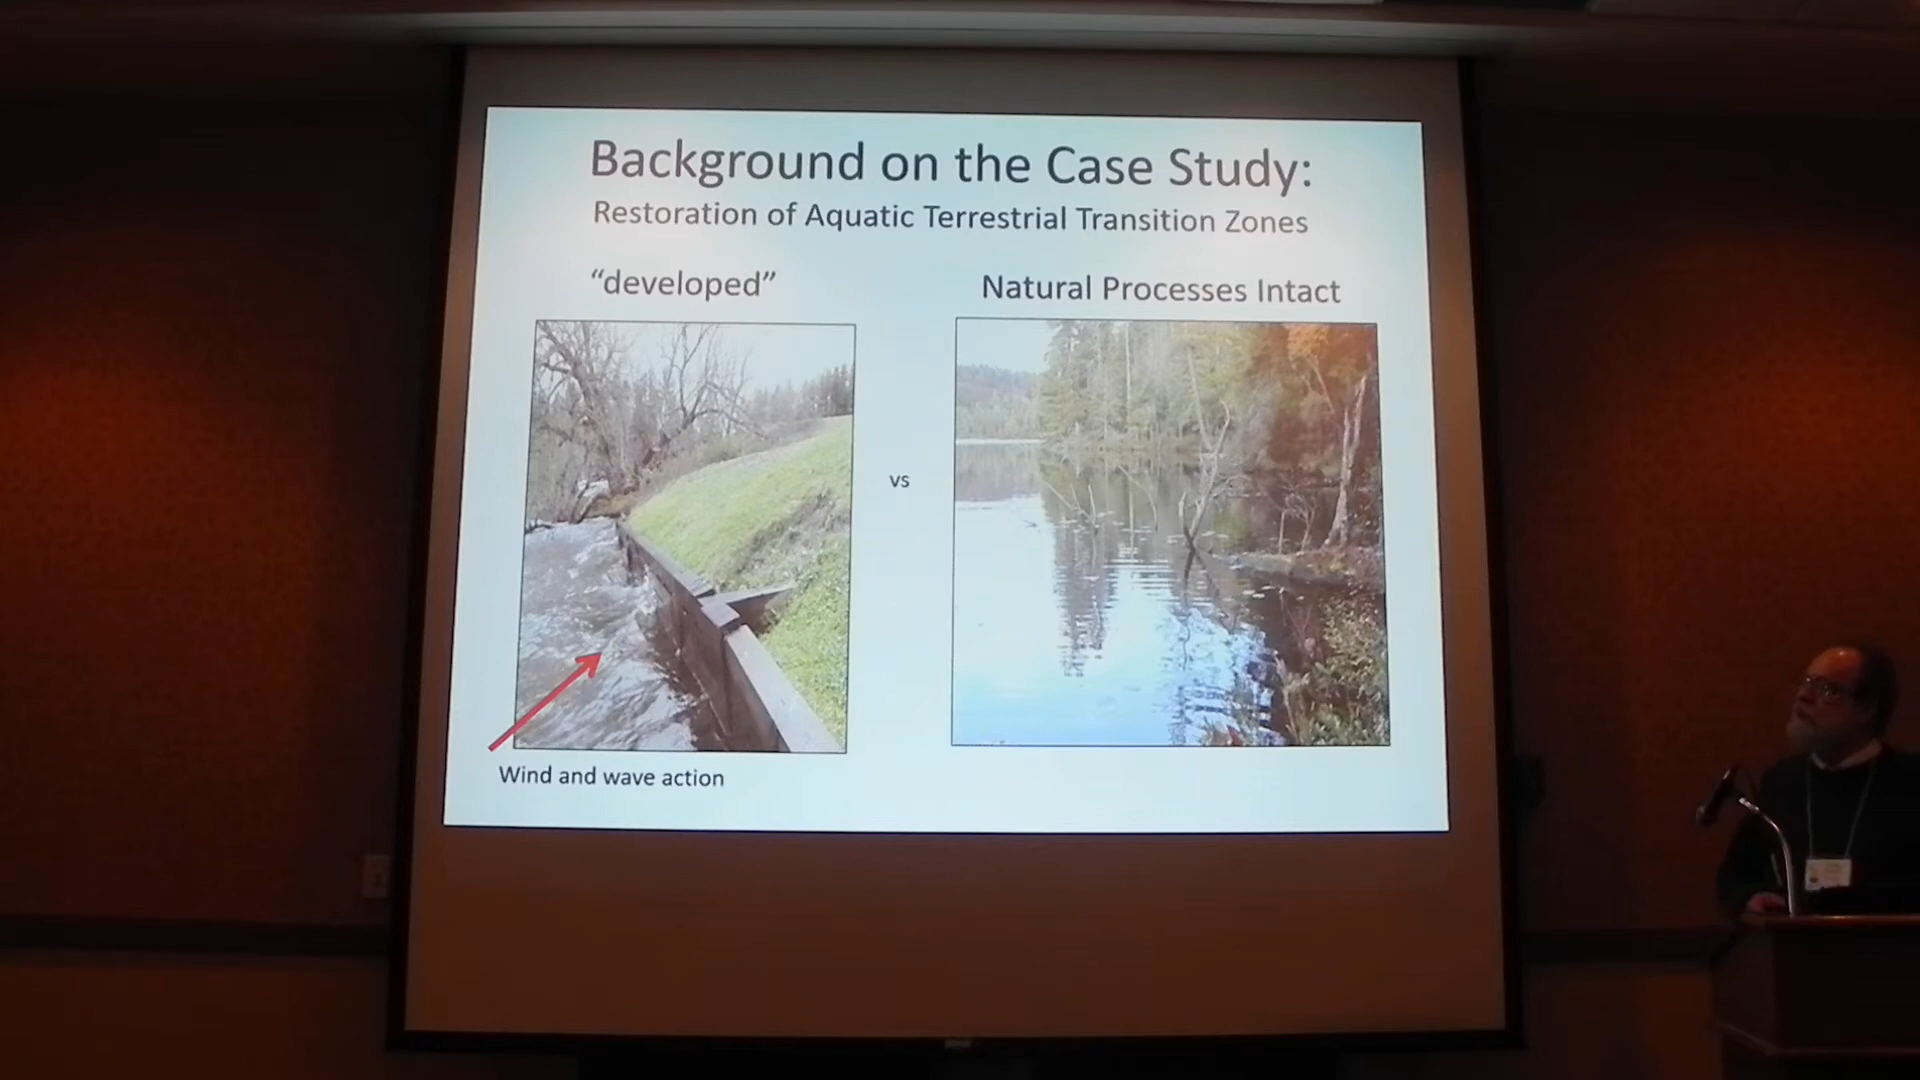 Background on the Case Study:
Restoration of Aquatic Terrestrial Transition Zones
“developed”
Natural Processes Intact
vs
Wind and wave action